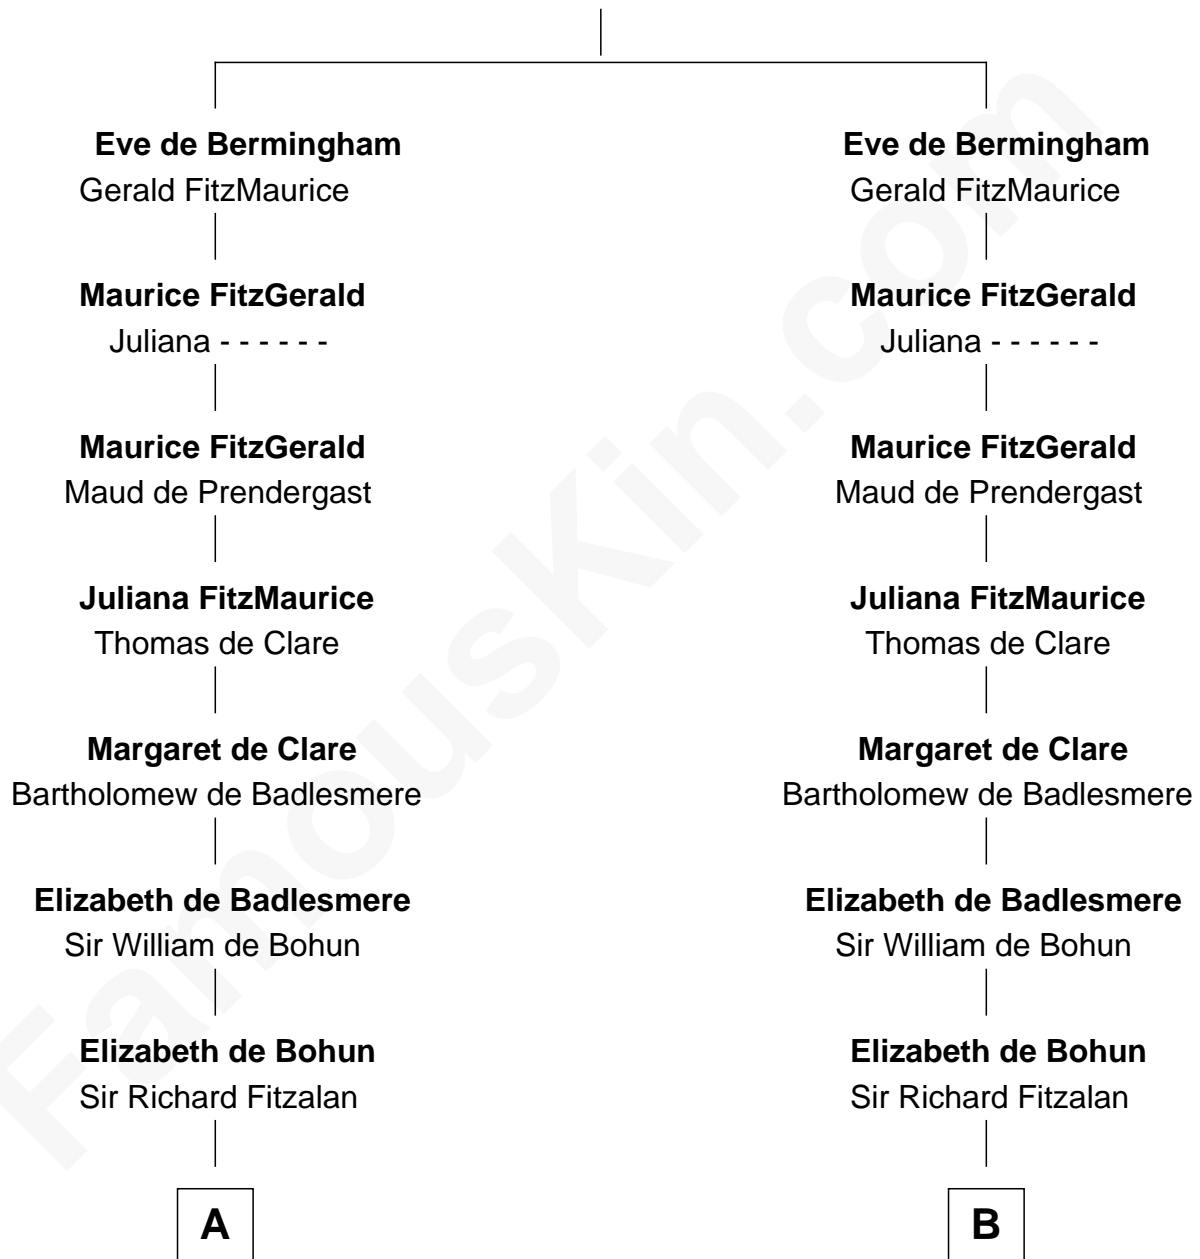 Eve de Bermingham
Gerald FitzMaurice
Maurice FitzGerald
Juliana - - - - - -
Maurice FitzGerald
Maud de Prendergast
Juliana FitzMaurice
Thomas de Clare
Margaret de Clare
Bartholomew de Badlesmere
Elizabeth de Badlesmere
Sir William de Bohun
Elizabeth de Bohun
Sir Richard Fitzalan
A
Eve de Bermingham
Gerald FitzMaurice
Maurice FitzGerald
Juliana - - - - - -
Maurice FitzGerald
Maud de Prendergast
Juliana FitzMaurice
Thomas de Clare
Margaret de Clare
Bartholomew de Badlesmere
Elizabeth de Badlesmere
Sir William de Bohun
Elizabeth de Bohun
Sir Richard Fitzalan
B
FamousKin.com